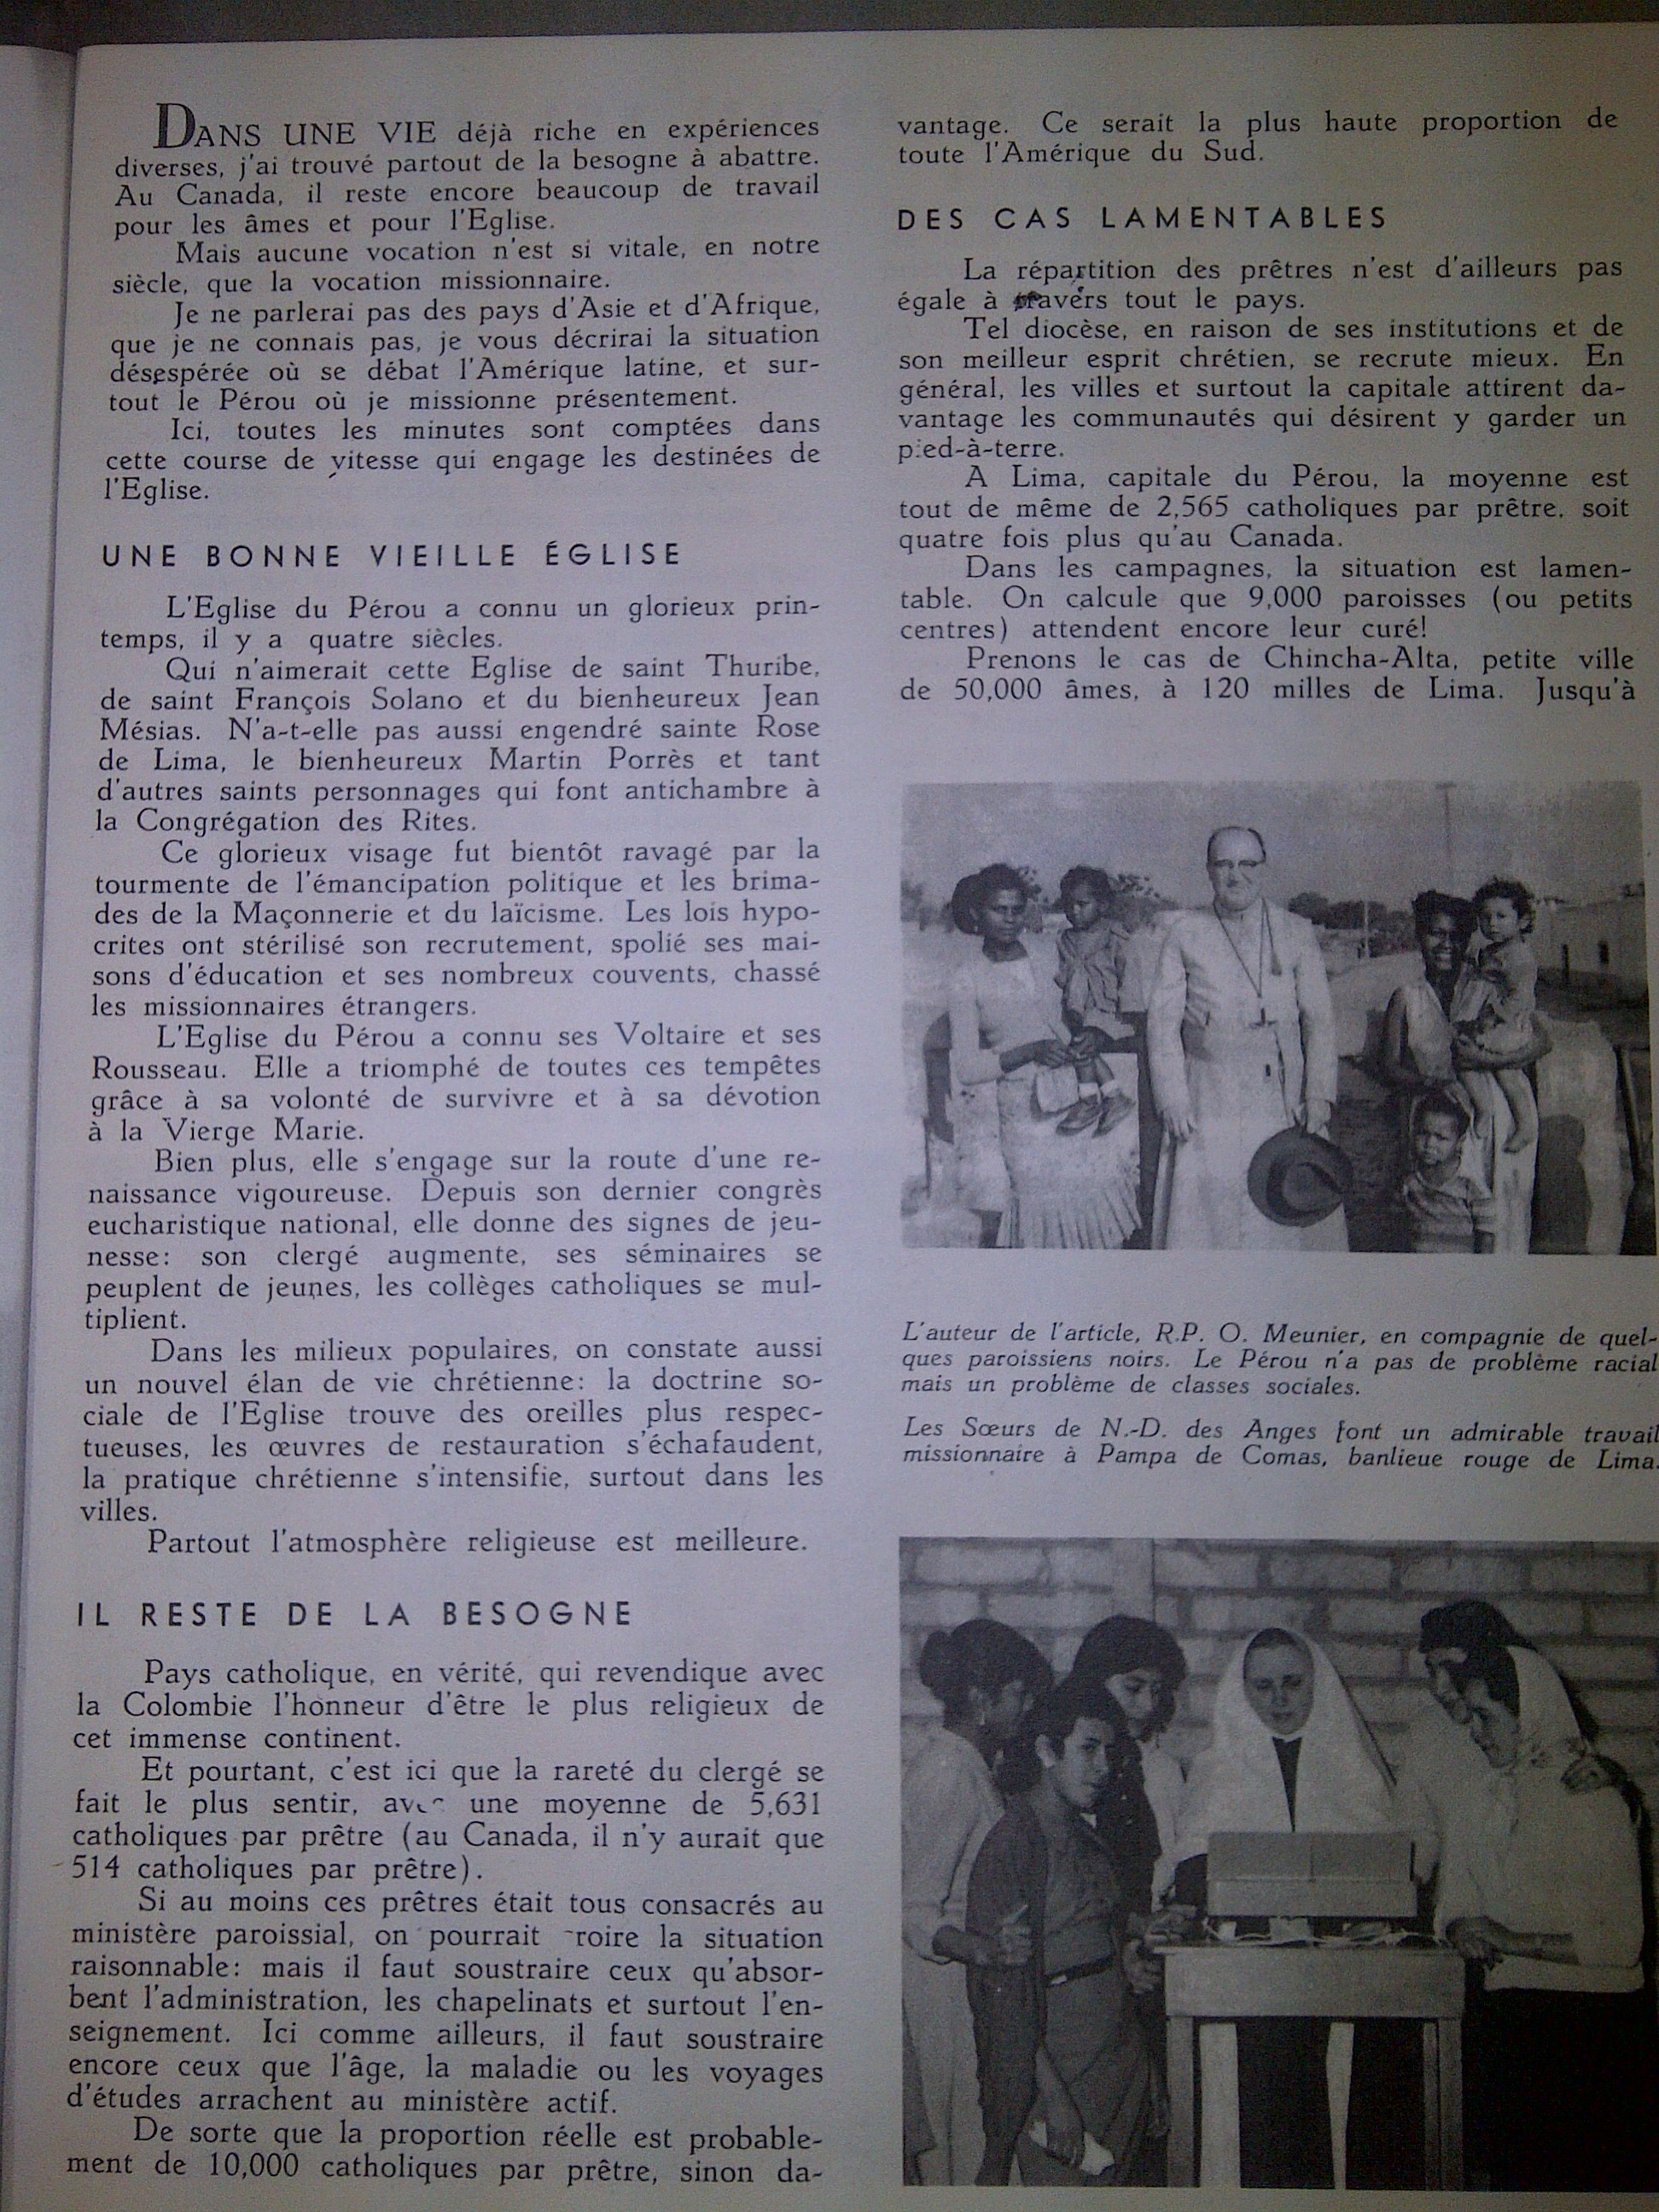 DANS UNE VIE déjà riche en expériences
diverses, j'ai trouvé partout de la besogne à abattre.
Au Canada, il reste encore beaucoup de travail
pour les âmes et pour l'Eglise.
Mais aucune vocation n'est si vitale, en notre
siècle, que la vocation missionnaire.
Je ne parlerai pas des pays d'Asie et d'Afrique,
que je ne connais pas, je vous décrirai la situation
désespérée où se débat l'Amérique latine, et sur-
tout le Pérou où je missionne présentement.
Ici, toutes les minutes sont comptées dans
cette course de vitesse qui engage les destinées de
l'Eglise.
UNE BONNE VIEILLE ÉGLISE
L'Eglise du Pérou a connu un glorieux prin-
temps, il y a quatre siècles.
Qui n'aimerait cette Eglise de saint Thuribe,
de saint François Solano et du bienheureux Jean
Mésias. N'a-t-elle pas aussi engendré sainte Rose
de Lima, le bienheureux Martin Porrès et tant
d'autres saints personnages qui font antichambre à
la Congrégation des Rites.
Ce glorieux visage fut bientôt ravagé par la
tourmente de l'émancipation politique et les brima-
des de la Maçonnerie et du laïcisme. Les lois hypo-
crites ont stérilisé son recrutement, spolié ses mai-
sons d'éducation et ses nombreux couvents, chassé
les missionnaires étrangers.
L'Eglise du Pérou a connu ses Voltaire et ses
Rousseau. Elle a triomphé de toutes ces tempêtes
grâce à sa volonté de survivre et à sa dévotion
à la Vierge Marie.
Bien plus, elle s'engage sur la route d'une re-
naissance vigoureuse. Depuis son dernier congrès
eucharistique national, elle donne des signes de jeu-
nesse: son clergé augmente, ses séminaires se
peuplent de jeunes, les collèges catholiques se mul-
tiplient.
Dans les milieux populaires, on constate aussi
un nouvel élan de vie chrétienne: la doctrine so-
ciale de l'Eglise trouve des oreilles plus respec-
tueuses, les œuvres de restauration s'échafaudent,
la pratique chrétienne s'intensifie, surtout dans les
villes.
Partout l'atmosphère religieuse est meilleure.
IL RESTE DE LA BESOGNE
Pays catholique, en vérité, qui revendique avec
la Colombie l'honneur d'être le plus religieux de
cet immense continent.
Et pourtant, c'est ici que la rareté du clergé se
fait le plus sentir, avec une moyenne de 5,631
catholiques par prêtre (au Canada, il n'y aurait que
514 catholiques par prêtre).
Si au moins ces prêtres était tous consacrés au
ministère paroissial, on pourrait croire la situation
raisonnable: mais il faut soustraire ceux qu'absor-
bent l'administration, les chapelinats et surtout l'en-
seignement. Ici comme ailleurs, il faut soustraire
encore ceux que l'âge, la maladie ou les voyages
d'études arrachent au ministère actif.
De sorte que la proportion réelle est probable-
ment de 10,000 catholiques par prêtre, sinon da-
vantage. Ce serait la plus haute proportion de
toute l'Amérique du Sud.
DES CAS LAMENTABLES
La répartition des prêtres n'est d'ailleurs pas
égale à travers tout le pays.
Tel diocèse, en raison de ses institutions et de
son meilleur esprit chrétien, se recrute mieux. En
général, les villes et surtout la capitale attirent da-
vantage les communautés qui désirent y garder un
pied-à-terre.
A Lima, capitale du Pérou, la moyenne est
tout de même de 2,565 catholiques par prêtre, soit
quatre fois plus qu'au Canada.
Dans les campagnes, la situation est lamen-
table. On calcule que 9,000 paroisses (ou petits
centres) attendent encore leur curé!
Prenons le cas de Chincha-Alta, petite ville
de 50,000 âmes, à 120 milles de Lima. Jusqu'à
L'auteur de l'article, R.P. O. Meunier, en compagnie de quel-
ques paroissiens noirs. Le Pérou n'a pas de problème racial
mais un problème de classes sociales.
Les Sœurs de N.-D. des Anges font un admirable travail
missionnaire à Pampa de Comas, banlieue rouge de Lima.